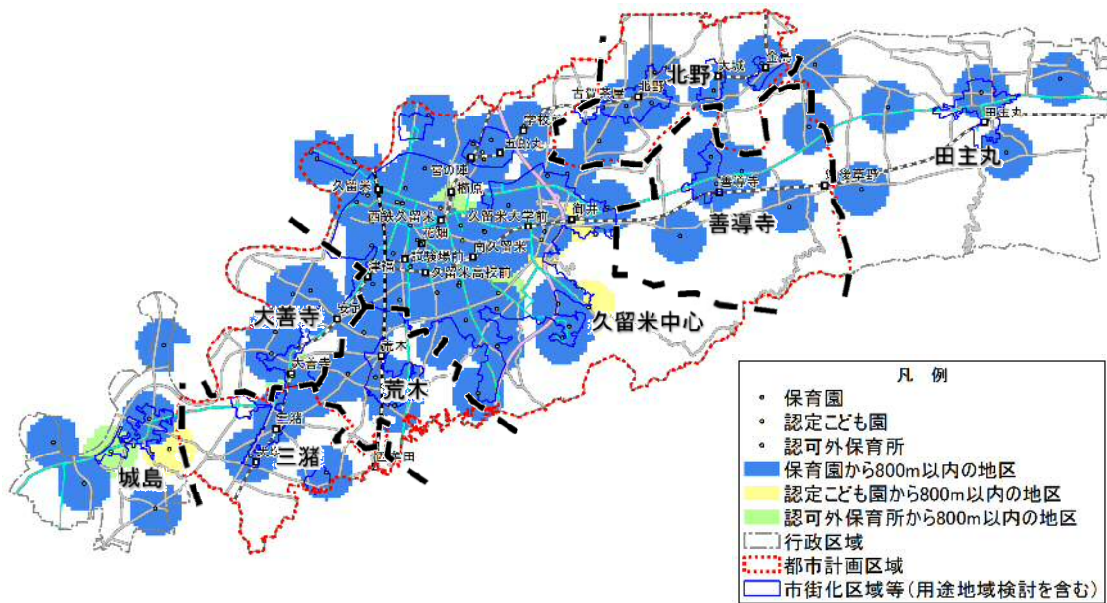 北野
大城
金島
古賀茶屋
北野
学校前
五郎丸
宮の陣
櫛原
久留米
西鉄久留米
久留米大学前
御井
花畑
南久留米
試験場前
久留米高校前
津福
善導寺
善導寺
筑後草野
田主丸
田主丸
久留米中心
大善寺
安武
大善寺
荒木
荒木
三潴
三潴
犬塚
西牟田
城島
凡 例
保育園
認定こども園
認可外保育所
保育園から800m以内の地区
認定こども園から800m以内の地区
認可外保育所から800m以内の地区
行政区域
都市計画区域
市街化区域等(用途地域検討を含む)